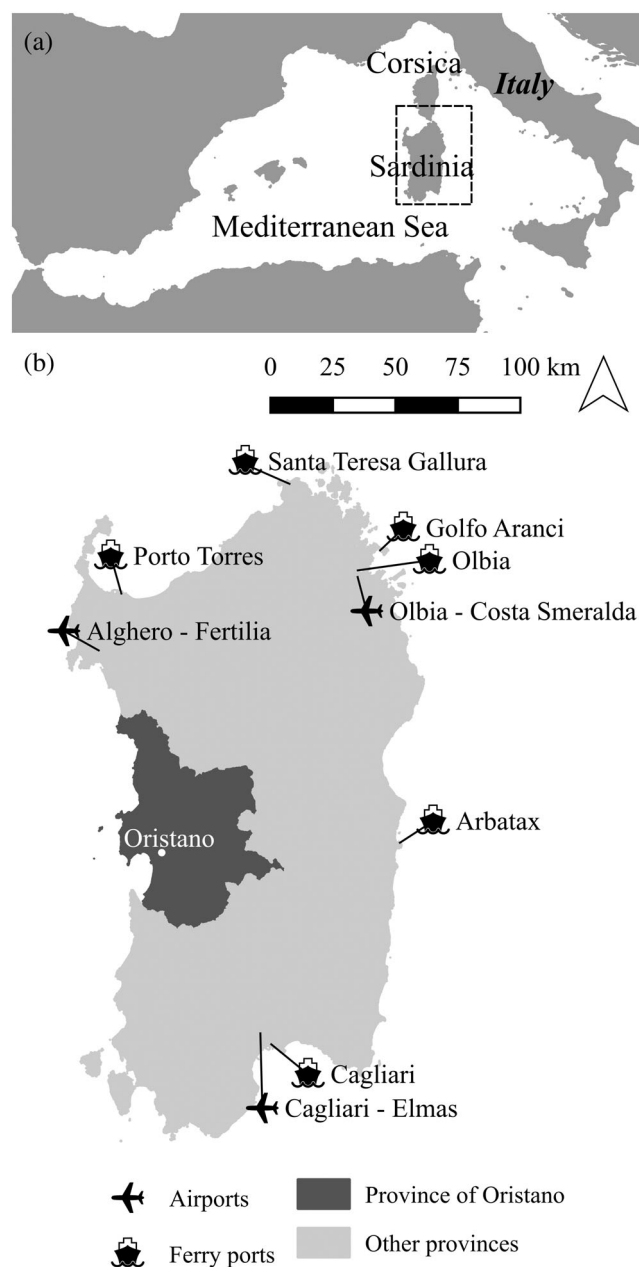 (a)
Corsica
Italy
Sardinia
Mediterranean Sea
(b)
0 25 50 75 100 km
Santa Teresa Gallura
Golfo Aranci
Porto Torres
Olbia
Olbia - Costa Smeralda
Alghero - Fertilia
Arbatax
Oristano
Cagliari
Cagliari - Elmas
Airports
Province of Oristano
Ferry ports
Other provinces